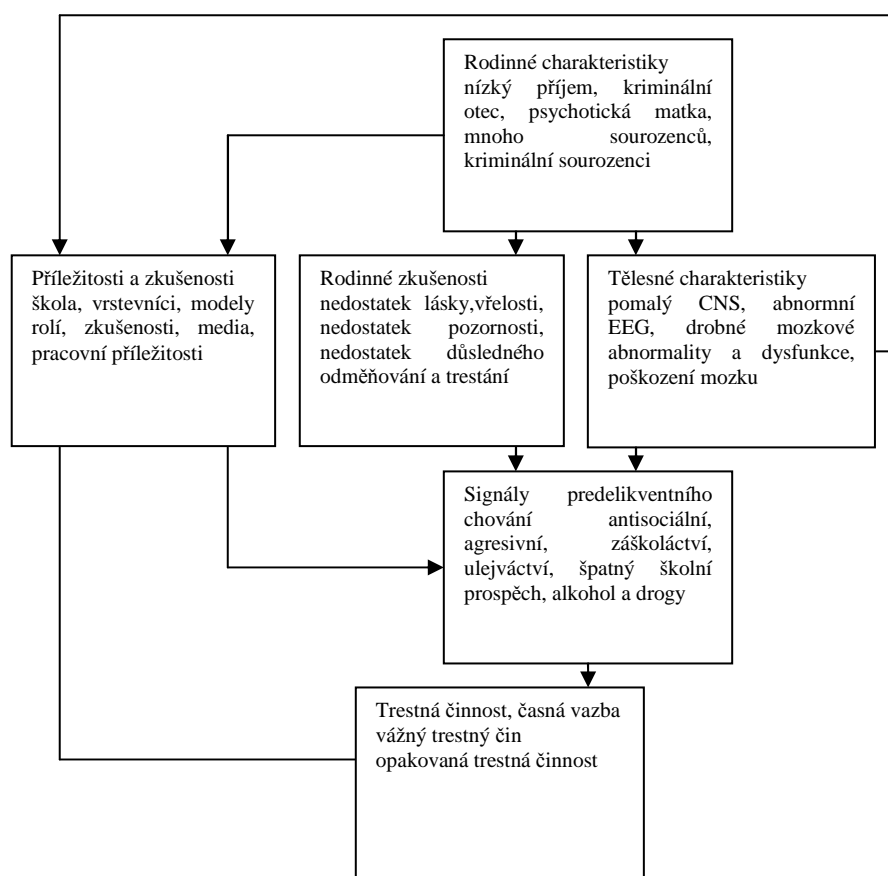 Rodinné charakteristiky
nízký příjem, kriminální
otec, psychotická matka,
mnoho sourozenců,
kriminální sourozenci
Příležitosti a zkušenosti
škola, vrstevníci, modely
rolí, zkušenosti, media,
pracovní příležitosti
Rodinné zkušenosti
nedostatek lásky,vřelosti,
nedostatek pozornosti,
nedostatek důsledného
odměňování a trestání
Tělesné charakteristiky
pomalý CNS, abnormní
EEG, drobné mozkové
abnormality a dysfunkce,
poškození mozku
Signály predelikventního
chování antisociální,
agresivní, záškoláctví,
ulejváctví, špatný školní
prospěch, alkohol a drogy
Trestná činnost, časná vazba
vážný trestný čin
opakovaná trestná činnost